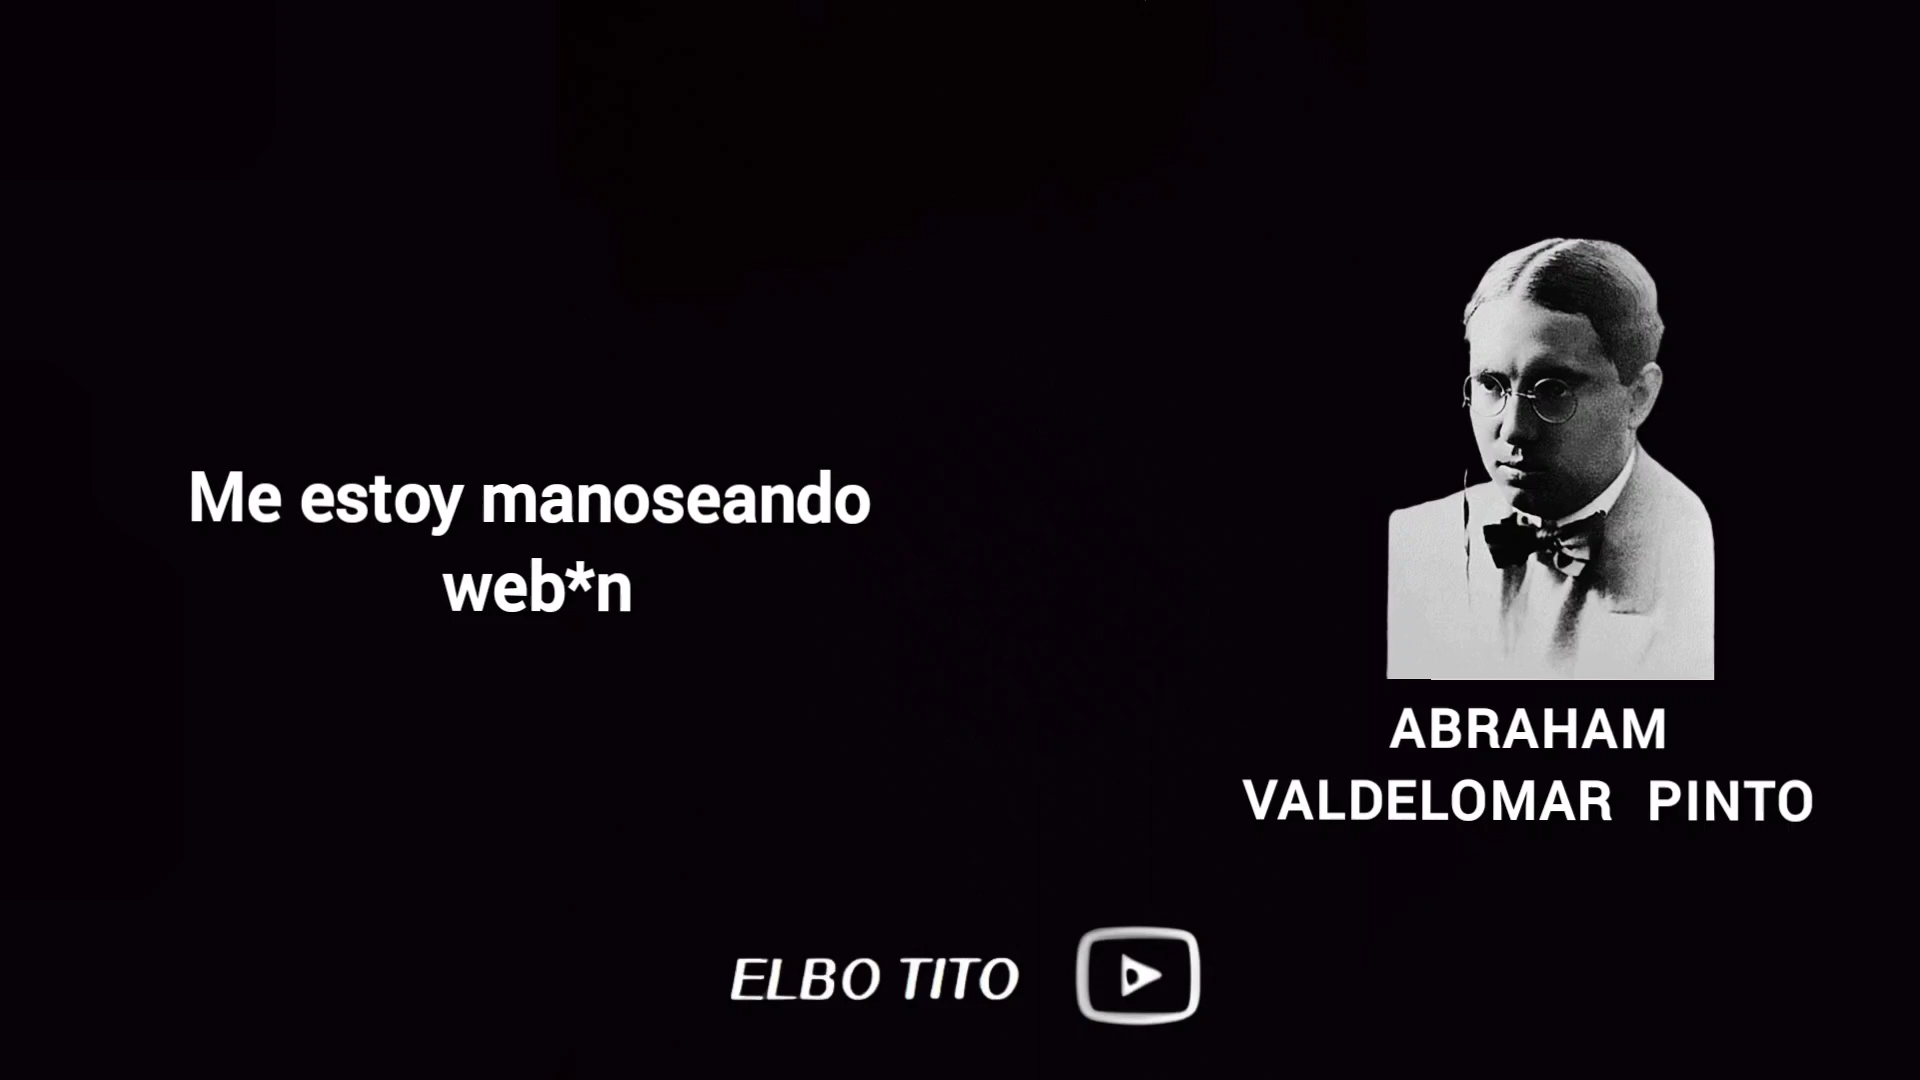 Me estoy manoseando
web*n
ABRAHAM
VALDELOMAR PINTO
ELBO TITO